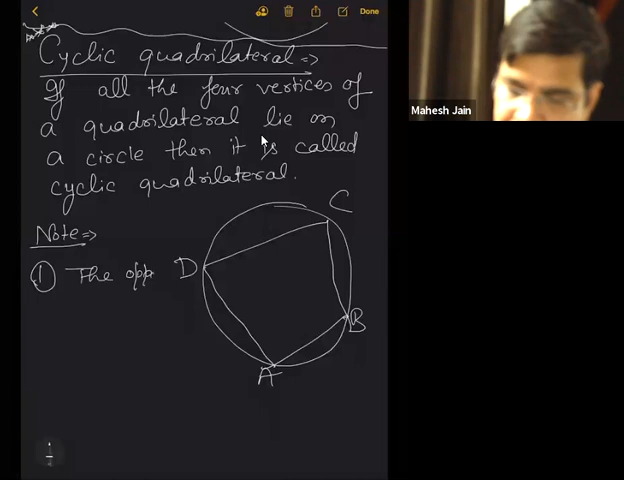 Done
Cyclic quadrilateral =>
If all the four vertices of
a quadrilateral lie on
a circle then it is called
cyclic quadrilateral.
Note =>
① The opp
C
D
B
A
Mahesh Jain